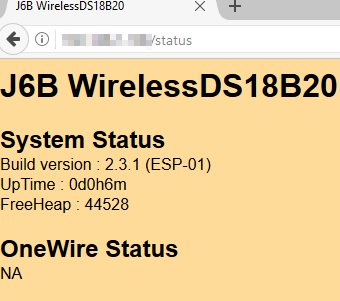 J6B WirelessDS18B20
/status
J6B WirelessDS18B20
System Status
Build version : 2.3.1 (ESP-01)
UpTime : 0d0h6m
FreeHeap : 44528
OneWire Status
NA